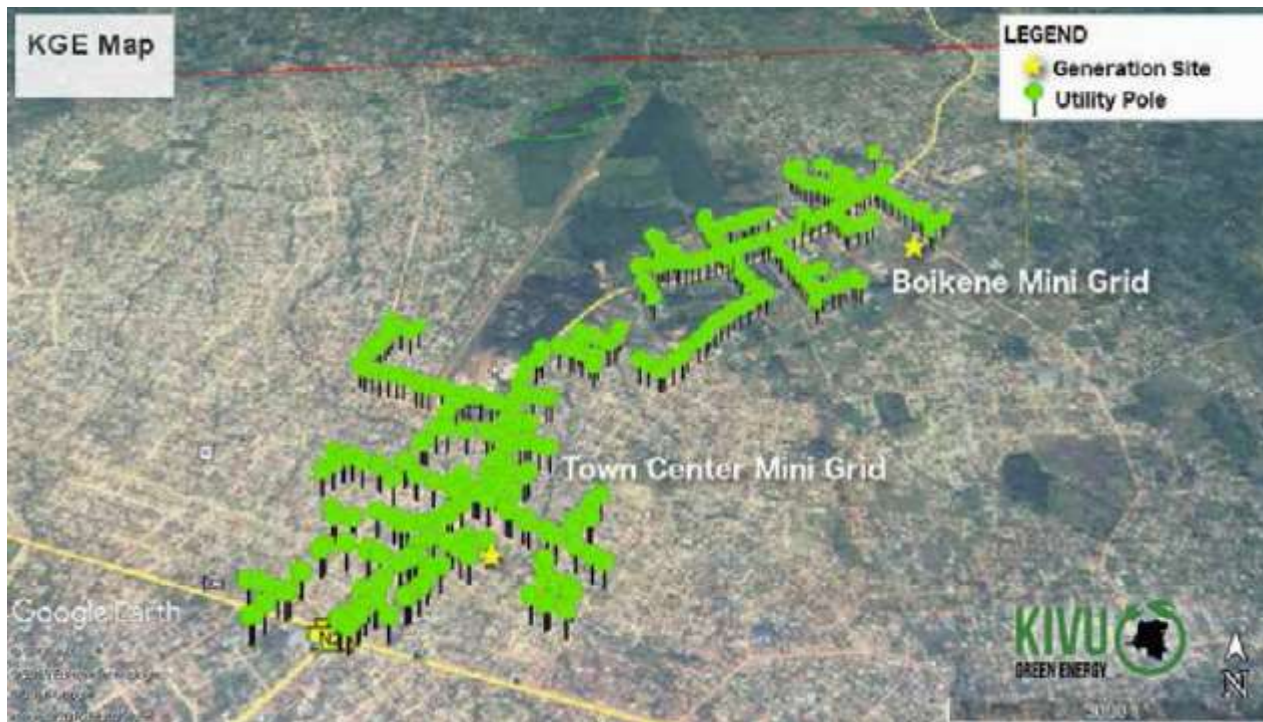 KGE Map
LEGEND
Generation Site
Utility Pole
Boikene Mini Grid
Town Center Mini Grid
Google Earth
KIVU
GREEN ENERGY
N